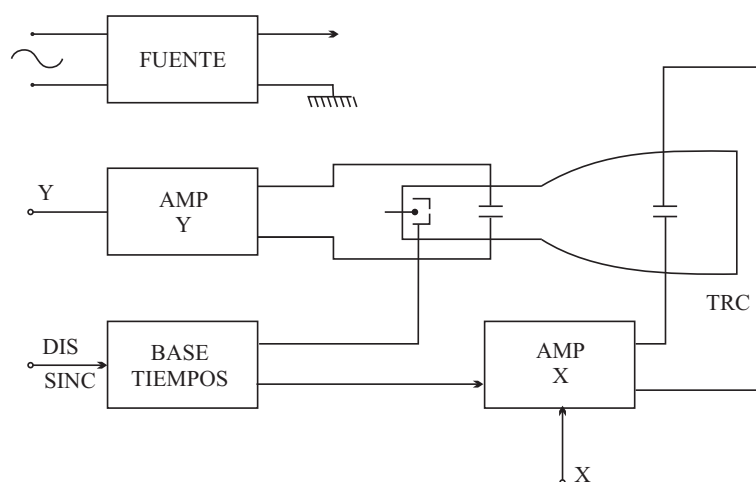 FUENTE
Y
AMP
Y
TRC
DIS
SINC
BASE
TIEMPOS
AMP
X
X